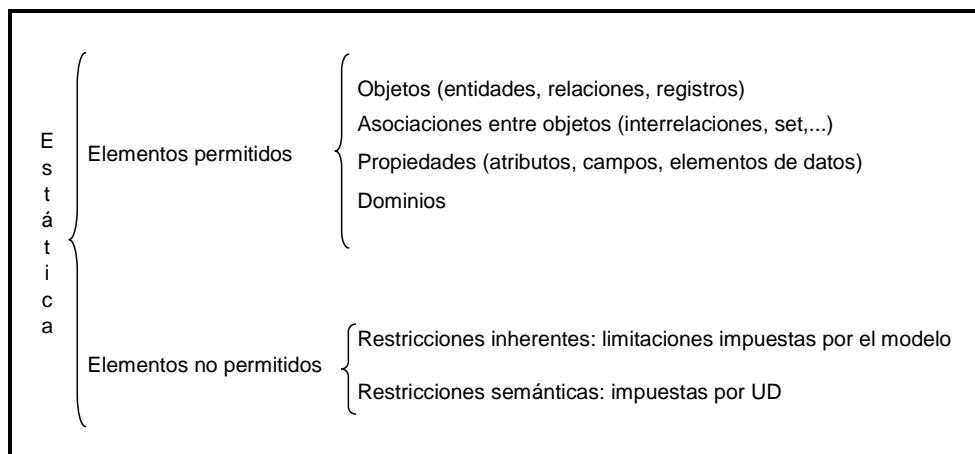 Estática
Elementos permitidos
Objetos (entidades, relaciones, registros)
Asociaciones entre objetos (interrelaciones, set,...)
Propiedades (atributos, campos, elementos de datos)
Dominios
Elementos no permitidos
Restricciones inherentes: limitaciones impuestas por el modelo
Restricciones semánticas: impuestas por UD